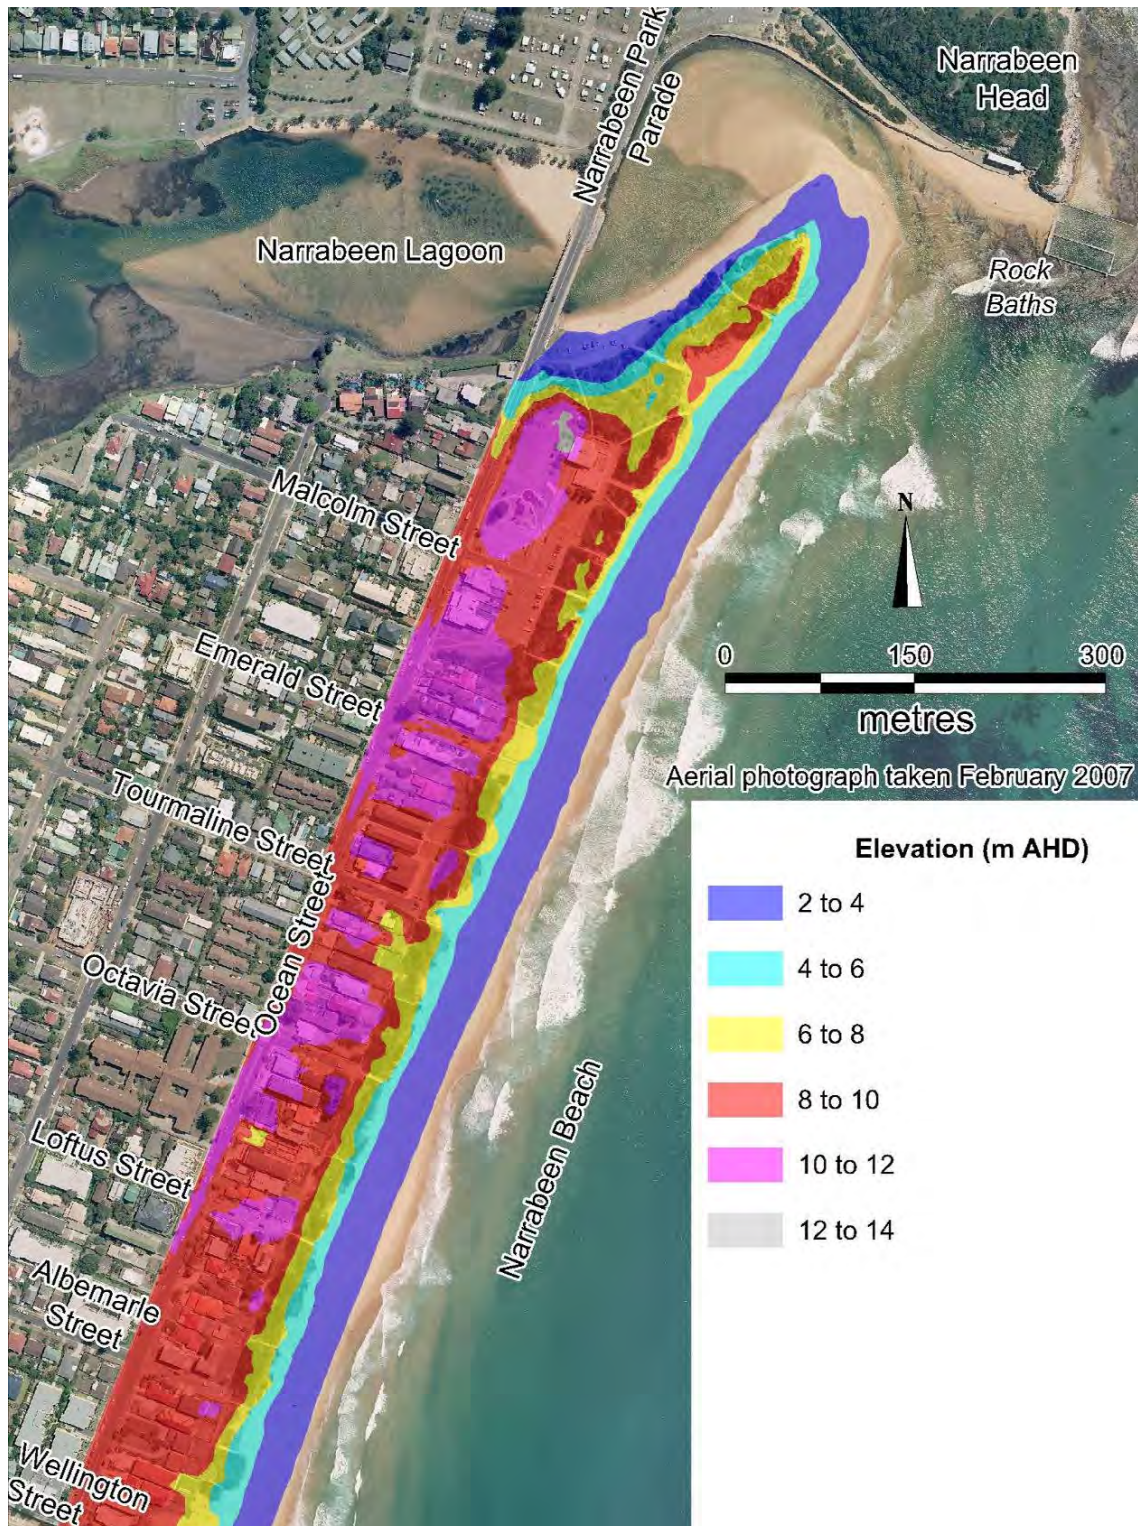 Narrabeen Park
Parade
Narrabeen
Head
Narrabeen Lagoon
Rock
Baths
Malcolm Street
N
0 150 300
metres
Emerald Street
Aerial photograph taken February 2007
Tourmaline Street
Ocean Street
Octavia Street
Narrabeen Beach
Loftus Street
Albemarle
Street
Wellington
Street
Elevation (m AHD)
2 to 4
4 to 6
6 to 8
8 to 10
10 to 12
12 to 14